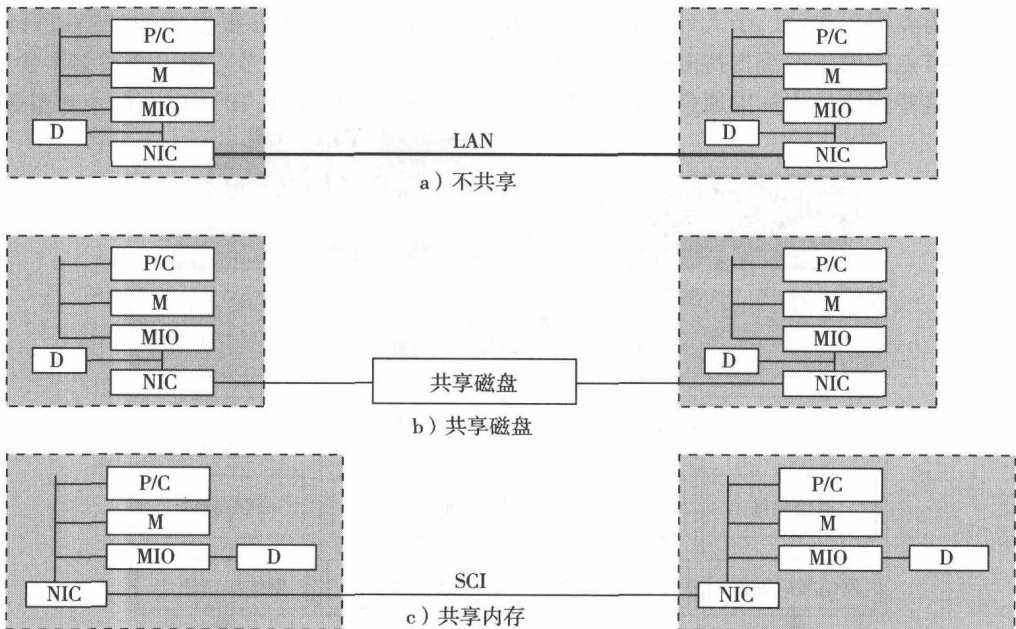 P/C P/C
M M
MIO MIO
D D
NIC LAN NIC
a）不共享
P/C P/C
M M
MIO MIO
D D
NIC 共享磁盘 NIC
b）共享磁盘
P/C P/C
M M
MIO D MIO D
NIC SCI NIC
c）共享内存